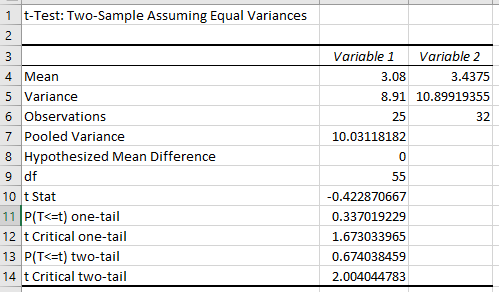 1 t-Test: Two-Sample Assuming Equal Variances
2
3 Variable 1 Variable 2
4 Mean 3.08 3.4375
5 Variance 8.91 10.89919355
6 Observations 25 32
7 Pooled Variance 10.03118182
8 Hypothesized Mean Difference 0
9 df 55
10 t Stat -0.422870667
11 P(T<=t) one-tail 0.337019229
12 t Critical one-tail 1.673033965
13 P(T<=t) two-tail 0.674038459
14 t Critical two-tail 2.004044783